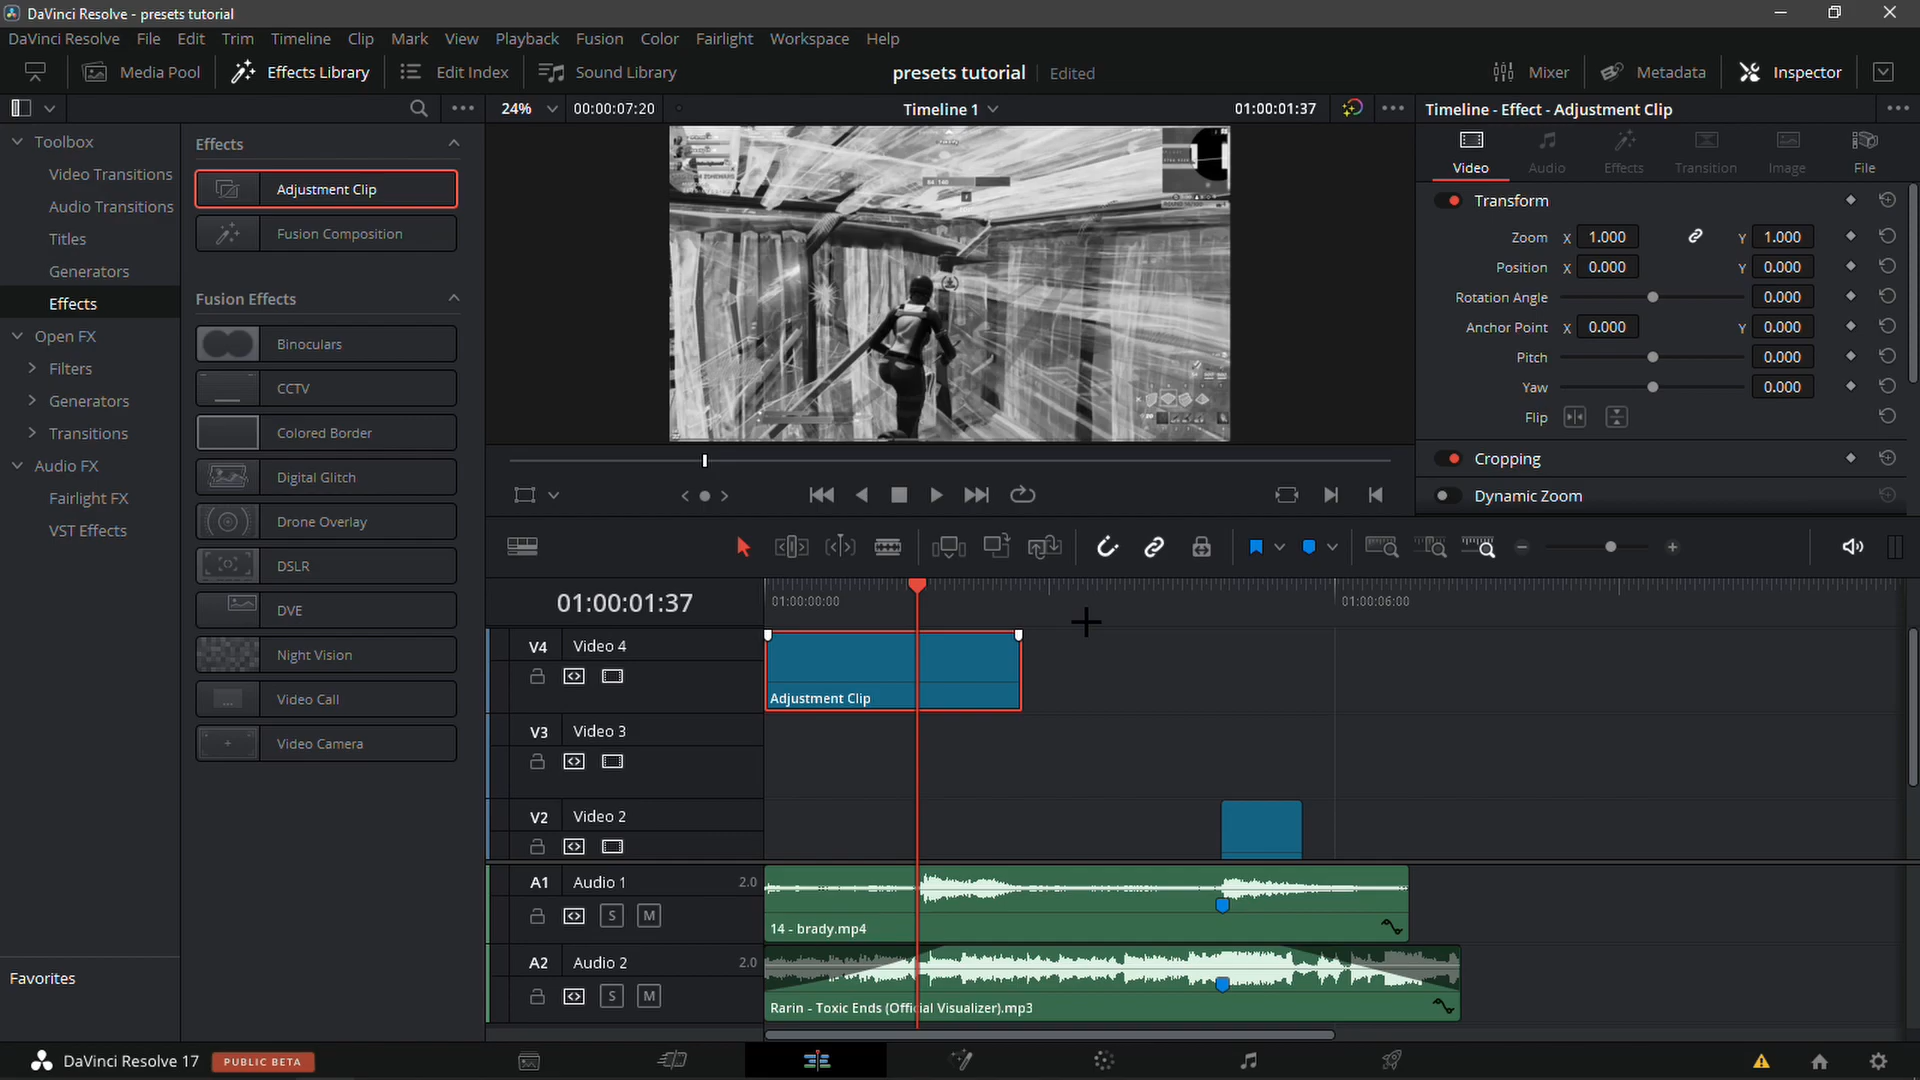 DaVinci Resolve - presets tutorial
DaVinci Resolve File Edit Trim Timeline Clip Mark View Playback Fusion Color Fairlight Workspace Help
Media Pool Effects Library Edit Index Sound Library presets tutorial Edited Mixer Metadata Inspector
24% 00:00:07:20 Timeline 1 01:00:01:37 Timeline - Effect - Adjustment Clip
Toolbox
Video Transitions
Audio Transitions
Titles
Generators
Effects
Open FX
Filters
Generators
Transitions
Audio FX
Fairlight FX
VST Effects
Favorites
Effects
Adjustment Clip
Fusion Composition
Fusion Effects
Binoculars
CCTV
Colored Border
Digital Glitch
Drone Overlay
DSLR
DVE
Night Vision
Video Call
Video Camera
Video Audio Effects Transition Image File
Transform
Zoom X 1.000 Y 1.000
Position X 0.000 Y 0.000
Rotation Angle 0.000
Anchor Point X 0.000 Y 0.000
Pitch 0.000
Yaw 0.000
Flip
Cropping
Dynamic Zoom
01:00:01:37 01:00:00:00 01:00:06:00
V4 Video 4
Adjustment Clip
V3 Video 3
V2 Video 2
A1 Audio 1 2.0
S M
14 - brady.mp4
A2 Audio 2 2.0
S M
Rarin - Toxic Ends (Official Visualizer).mp3
DaVinci Resolve 17 PUBLIC BETA